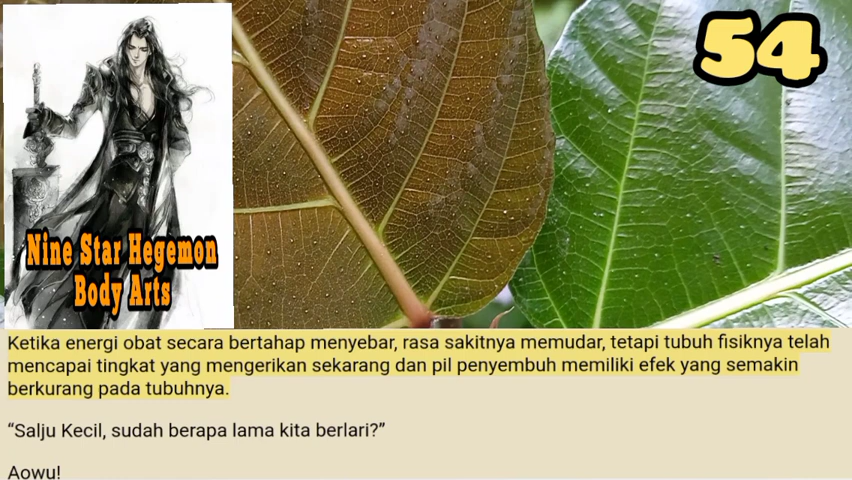 54
Nine Star Hegemon
Body Arts
Ketika energi obat secara bertahap menyebar, rasa sakitnya memudar, tetapi tubuh fisiknya telah
mencapai tingkat yang mengerikan sekarang dan pil penyembuh memiliki efek yang semakin
berkurang pada tubuhnya.
“Salju Kecil, sudah berapa lama kita berlari?”
Aowu!